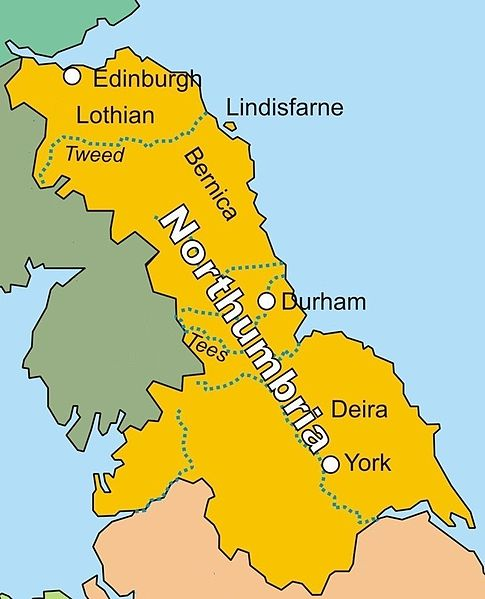 Edinburgh
Lothian
Lindisfarne
Tweed
Bernica
Northumbria
Durham
Tees
Deira
York